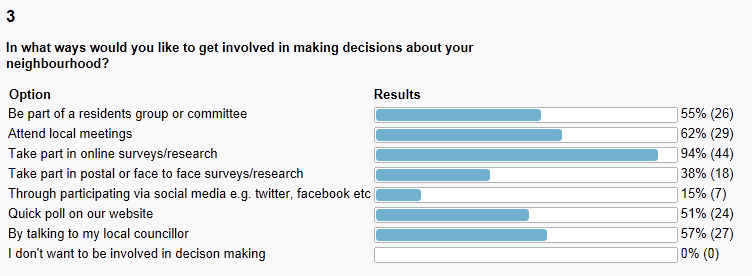 3
In what ways would you like to get involved in making decisions about your
neighbourhood?
Option Results
Be part of a residents group or committee 55% (26)
Attend local meetings 62% (29)
Take part in online surveys/research 94% (44)
Take part in postal or face to face surveys/research 38% (18)
Through participating via social media e.g. twitter, facebook etc 15% (7)
Quick poll on our website 51% (24)
By talking to my local councillor 57% (27)
I don't want to be involved in decison making 0% (0)